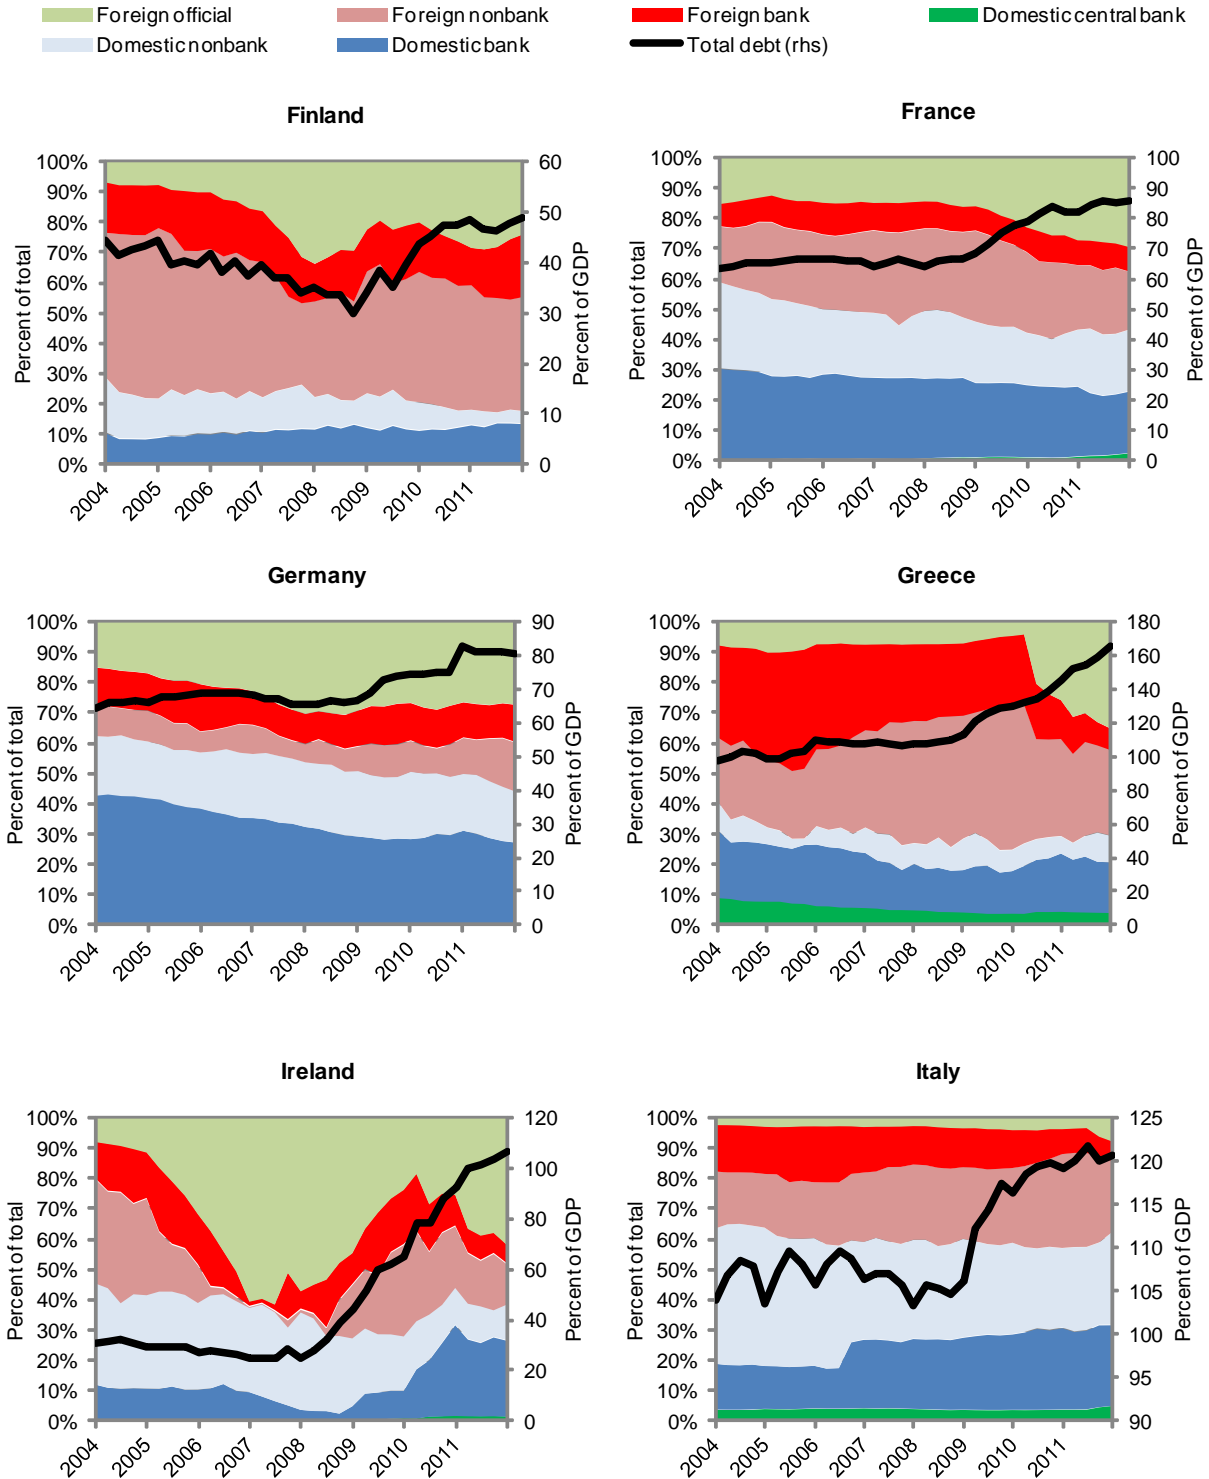 Foreign official Foreign nonbank Foreign bank Domestic central bank
Domestic nonbank Domestic bank Total debt (rhs)
Finland
100% 90% 80% 70% 60% 50% 40% 30% 20% 10% 0%
Percent of total
60 50 40 30 20 10 0
Percent of GDP
2004 2005 2006 2007 2008 2009 2010 2011
France
100% 90% 80% 70% 60% 50% 40% 30% 20% 10% 0%
Percent of total
100 90 80 70 60 50 40 30 20 10 0
Percent of GDP
2004 2005 2006 2007 2008 2009 2010 2011
Germany
100% 90% 80% 70% 60% 50% 40% 30% 20% 10% 0%
Percent of total
90 80 70 60 50 40 30 20 10 0
Percent of GDP
2004 2005 2006 2007 2008 2009 2010 2011
Greece
100% 90% 80% 70% 60% 50% 40% 30% 20% 10% 0%
Percent of total
180 160 140 120 100 80 60 40 20 0
Percent of GDP
2004 2005 2006 2007 2008 2009 2010 2011
Ireland
100% 90% 80% 70% 60% 50% 40% 30% 20% 10% 0%
Percent of total
120 100 80 60 40 20 0
Percent of GDP
2004 2005 2006 2007 2008 2009 2010 2011
Italy
100% 90% 80% 70% 60% 50% 40% 30% 20% 10% 0%
Percent of total
125 120 115 110 105 100 95 90
Percent of GDP
2004 2005 2006 2007 2008 2009 2010 2011